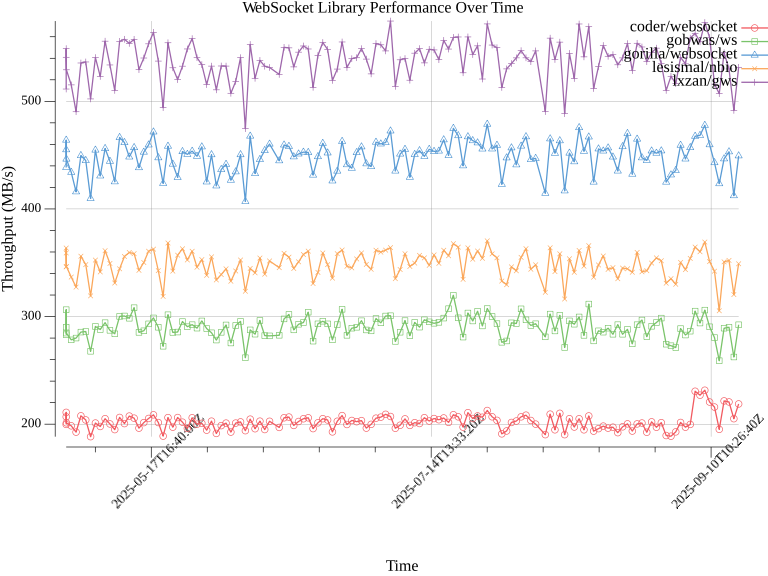 WebSocket Library Performance Over Time
coder/websocket
gobwas/ws
gorilla/websocket
lesismal/nbio
lxzan/gws
Throughput (MB/s)
500
400
300
200
2025-05-17T16:40:00Z
2025-07-14T13:33:20Z
2025-09-10T10:26:40Z
Time